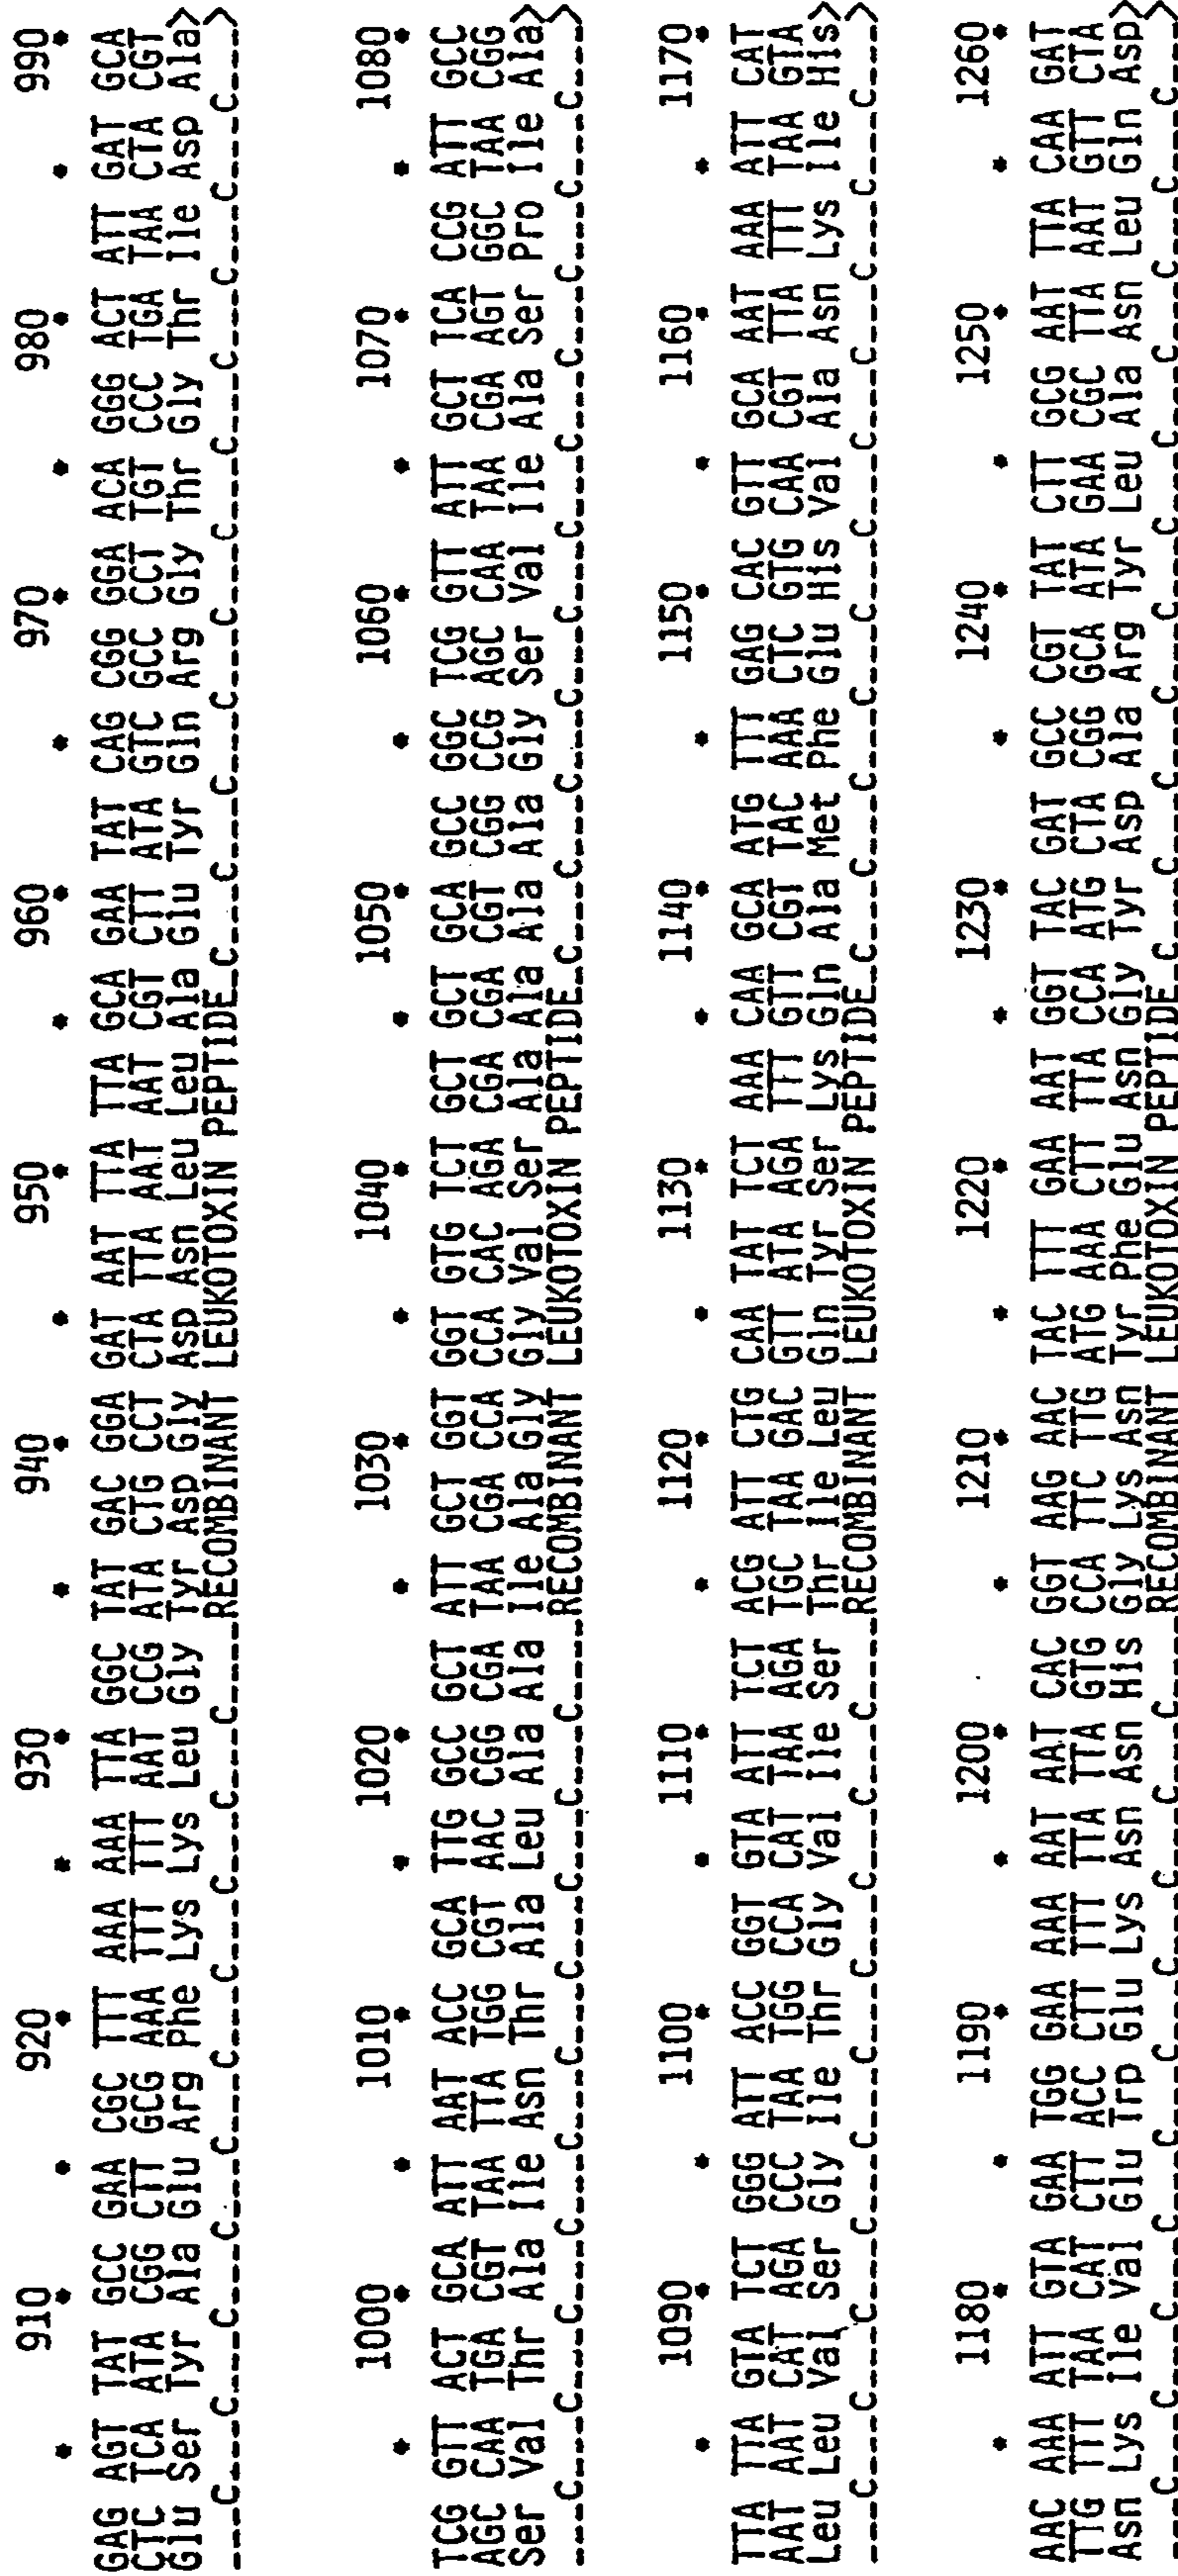 910 920 930 940 950 960 970 980 990
* * * * * * * * * * * * * * * * * *
GAG AGT TAT GCC GAA CGC TTT AAA AAA TTA GGC TAT GAC GGA GAT AAT TTA TTA GCA GAA TAT CAG CGG GGA ACA GGG ACT ATT GAT GCA
CTC TCA ATA CGG CTT GCG AAA TTT TTT AAT CCG ATA CTG CCT CTA TTA AAT AAT CGT CTT ATA GTC GCC CCT TGT CCC TGA TAA CTA CGT
Glu Ser Tyr Ala Glu Arg Phe Lys Lys Leu Gly Tyr Asp Gly Asp Asn Leu Leu Ala Glu Tyr Gln Arg Gly Thr Gly Thr Ile Asp Ala>
---C----C----C----C----C----C----C----C----C----C----RECOMBINANT LEUKOTOXIN PEPTIDE_C----C----C----C----C----C----C----C----C----C----C---->
1000 1010 1020 1030 1040 1050 1060 1070 1080
* * * * * * * * * * * * * * * * * *
TCG GTT ACT GCA ATT AAT ACC GCA TTG GCC GCT ATT GCT GGT GGT GTG TCT GCT GCT GCA GCC GGC TCG GTT ATT GCT TCA CCG ATT GCC
AGC CAA TGA CGT TAA TTA TGG CGT AAC CGG CGA TAA CGA CCA CCA CAC AGA CGA CGA CGT CGG CCG AGC CAA TAA CGA AGT GGC TAA CGG
Ser Val Thr Ala Ile Asn Thr Ala Leu Ala Ala Ile Ala Gly Gly Val Ser Ala Ala Ala Ala Gly Ser Val Ile Ala Ser Pro Ile Ala>
---C----C----C----C----C----C----C----C----C----C----RECOMBINANT LEUKOTOXIN PEPTIDE_C----C----C----C----C----C----C----C----C----C----C---->
1090 1100 1110 1120 1130 1140 1150 1160 1170
* * * * * * * * * * * * * * * * * *
TTA TTA GTA TCT GGG ATT ACC GGT GTA ATT TCT ACG ATT CTG CAA TAT TCT AAA CAA GCA ATG TTT GAG CAC GTT GCA AAT AAA ATT CAT
AAT AAT CAT AGA CCC TAA TGG CCA CAT TAA AGA TGC TAA GAC GTT ATA AGA TTT GTT CGT TAC AAA CTC GTG CAA CGT TTA TTT TAA GTA
Leu Leu Val Ser Gly Ile Thr Gly Val Ile Ser Thr Ile Leu Gln Tyr Ser Lys Gln Ala Met Phe Glu His Val Ala Asn Lys Ile His>
---C----C----C----C----C----C----C----C----C----C----RECOMBINANT LEUKOTOXIN PEPTIDE_C----C----C----C----C----C----C----C----C----C----C---->
1180 1190 1200 1210 1220 1230 1240 1250 1260
* * * * * * * * * * * * * * * * * *
AAC AAA ATT GTA GAA TGG GAA AAA AAT AAT CAC GGT AAG AAC TAC TTT GAA AAT GGT TAC GAT GCC CGT TAT CTT GCG AAT TTA CAA GAT
TTG TTT TAA CAT CTT ACC CTT TTT TTA TTA GTG CCA TTC TTG ATG AAA CTT TTA CCA ATG CTA CGG GCA ATA GAA CGC TTA AAT GTT CTA
Asn Lys Ile Val Glu Trp Glu Lys Asn Asn His Gly Lys Asn Tyr Phe Glu Asn Gly Tyr Asp Ala Arg Tyr Leu Ala Asn Leu Gln Asp>
---C----C----C----C----C----C----C----C----C----C----RECOMBINANT LEUKOTOXIN PEPTIDE_C----C----C----C----C----C----C----C----C----C----C---->